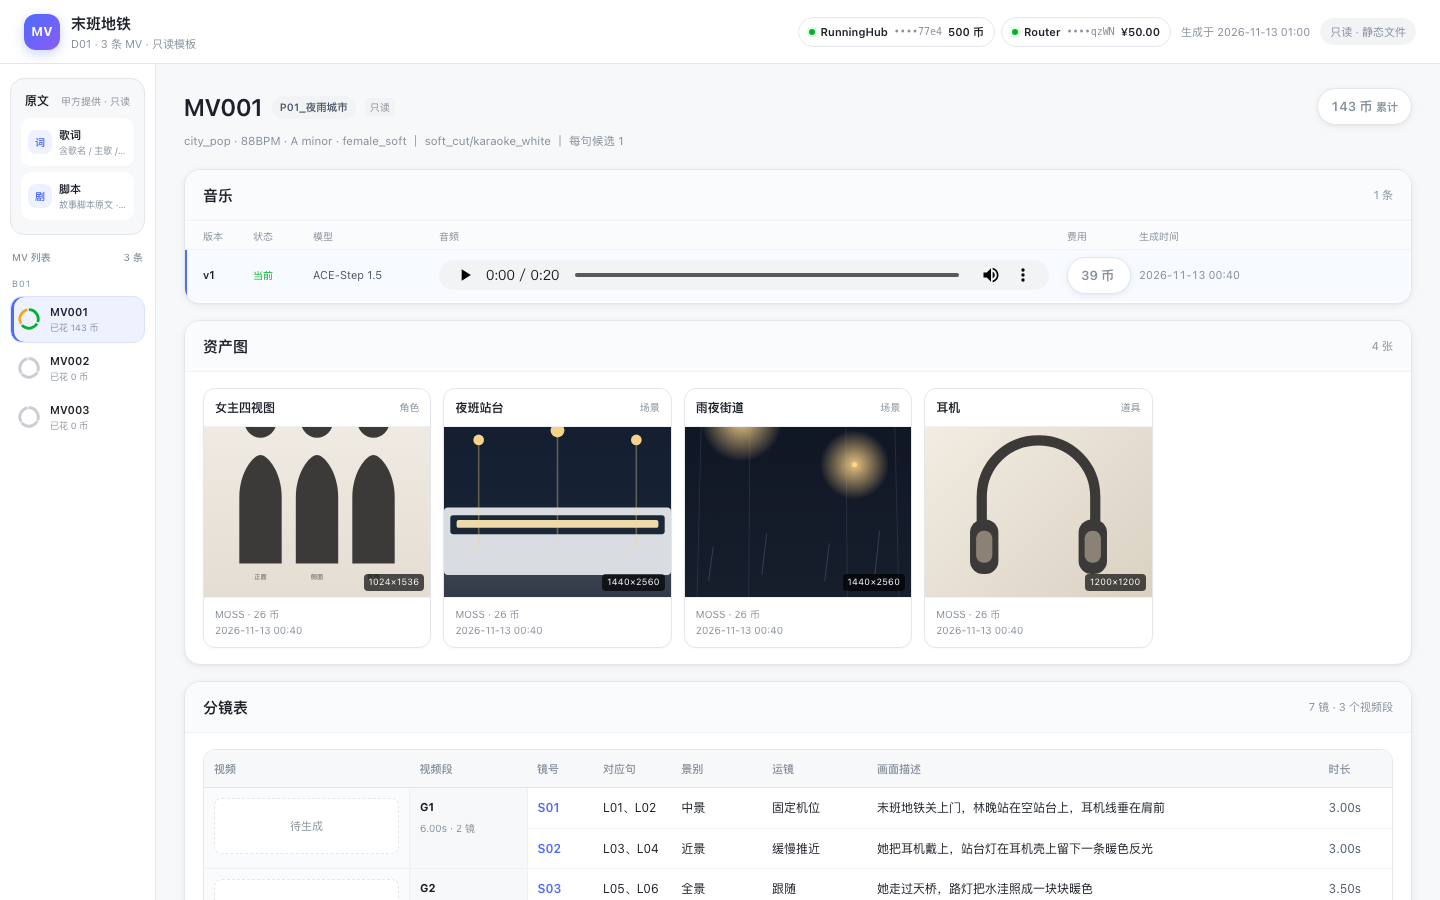 MV
末班地铁
D01 · 3 条 MV · 只读模板
RunningHub ••••77e4 500 币
Router ••••qzWN ¥50.00
生成于 2026-11-13 01:00
只读 · 静态文件
原文 甲方提供 · 只读
词
歌词
含歌名 / 主歌 /...
剧
脚本
故事脚本原文 ·...
MV 列表 3 条
B01
MV001
已花 143 币
MV002
已花 0 币
MV003
已花 0 币
MV001 P01_夜雨城市 只读
143 币 累计
city_pop · 88BPM · A minor · female_soft | soft_cut/karaoke_white | 每句候选 1
音乐 1 条
版本 状态 模型 音频 费用 生成时间
v1 当前 ACE-Step 1.5 0:00 / 0:20 39 币 2026-11-13 00:40
资产图 4 张
女主四视图 角色
正面 侧面
1024×1536
MOSS · 26 币
2026-11-13 00:40
夜班站台 场景
1440×2560
MOSS · 26 币
2026-11-13 00:40
雨夜街道 场景
1440×2560
MOSS · 26 币
2026-11-13 00:40
耳机 道具
1200×1200
MOSS · 26 币
2026-11-13 00:40
分镜表 7 镜 · 3 个视频段
视频 视频段 镜号 对应句 景别 运镜 画面描述 时长
待生成
G1
6.00s · 2 镜
S01 L01、L02 中景 固定机位 末班地铁关上门，林晚站在空站台上，耳机线垂在肩前 3.00s
S02 L03、L04 近景 缓慢推近 她把耳机戴上，站台灯在耳机壳上留下一条暖色反光 3.00s
G2
S03 L05、L06 全景 跟随 她走过天桥，路灯把水洼照成一块块暖色 3.50s